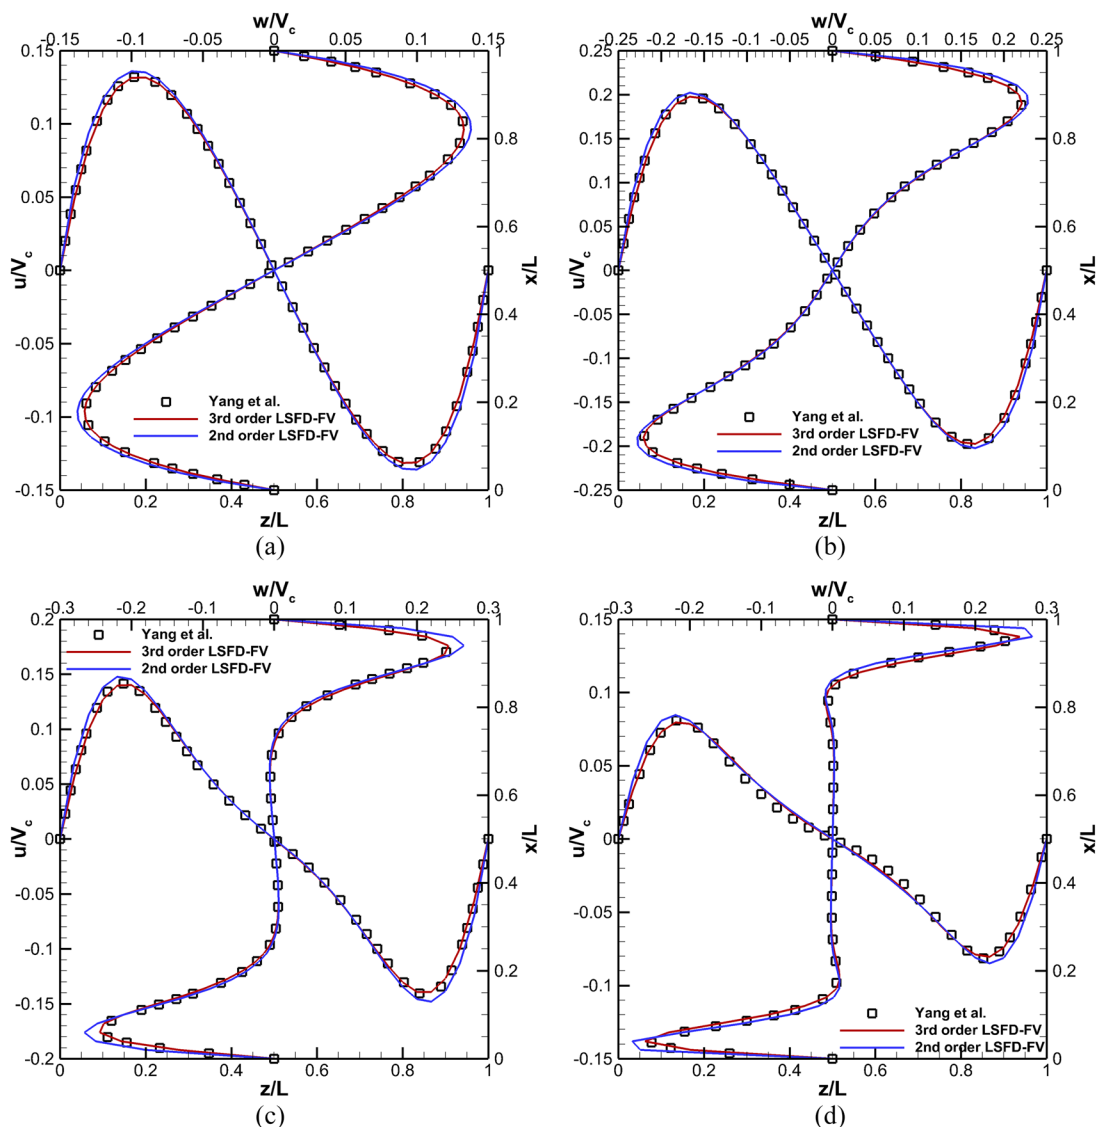 w/Vc
-0.15 -0.1 -0.05 0 0.05 0.1 0.15
0.15 0.1 0.05 0 -0.05 -0.1 -0.15
u/Vc
1 0.8 0.6 0.4 0.2 0
x/L
Yang et al.
3rd order LSFD-FV
2nd order LSFD-FV
0 0.2 0.4 0.6 0.8 1
z/L
(a)
w/Vc
-0.25 -0.2 -0.15 -0.1 -0.05 0 0.05 0.1 0.15 0.2 0.25
0.25 0.2 0.15 0.1 0.05 0 -0.05 -0.1 -0.15 -0.2 -0.25
u/Vc
1 0.8 0.6 0.4 0.2 0
x/L
Yang et al.
3rd order LSFD-FV
2nd order LSFD-FV
0 0.2 0.4 0.6 0.8 1
z/L
(b)
w/Vc
-0.3 -0.2 -0.1 0 0.1 0.2 0.3
0.2 0.15 0.1 0.05 0 -0.05 -0.1 -0.15 -0.2
u/Vc
1 0.8 0.6 0.4 0.2 0
x/L
Yang et al.
3rd order LSFD-FV
2nd order LSFD-FV
0 0.2 0.4 0.6 0.8 1
z/L
(c)
w/Vc
-0.3 -0.2 -0.1 0 0.1 0.2 0.3
0.15 0.1 0.05 0 -0.05 -0.1 -0.15
u/Vc
1 0.8 0.6 0.4 0.2 0
x/L
Yang et al.
3rd order LSFD-FV
2nd order LSFD-FV
0 0.2 0.4 0.6 0.8 1
z/L
(d)